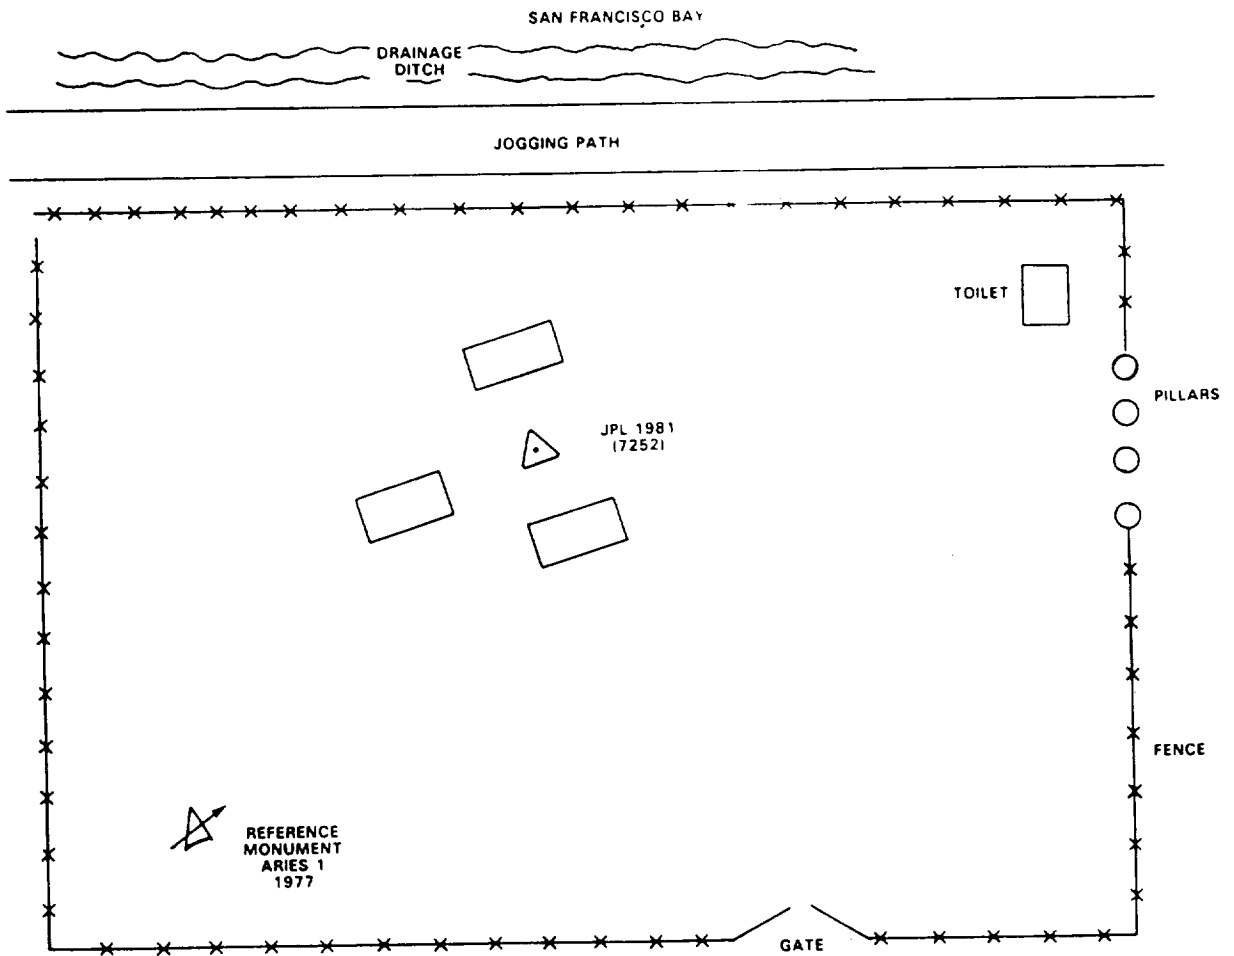 SAN FRANCISCO BAY
DRAINAGE
DITCH
JOGGING PATH
TOILET
PILLARS
JPL 1981
(7252)
FENCE
REFERENCE
MONUMENT
ARIES 1
1977
GATE